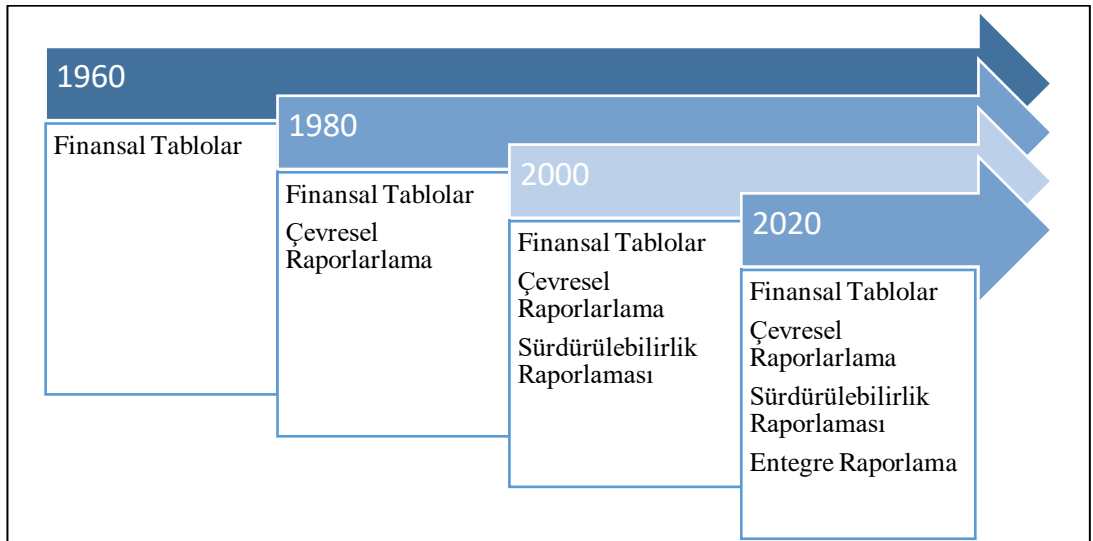 1960
Finansal Tablolar
1980
Finansal Tablolar
Çevresel
Raporlarlama
2000
Finansal Tablolar
Çevresel
Raporlarlama
Sürdürülebilirlik
Raporlaması
2020
Finansal Tablolar
Çevresel
Raporlarlama
Sürdürülebilirlik
Raporlaması
Entegre Raporlama